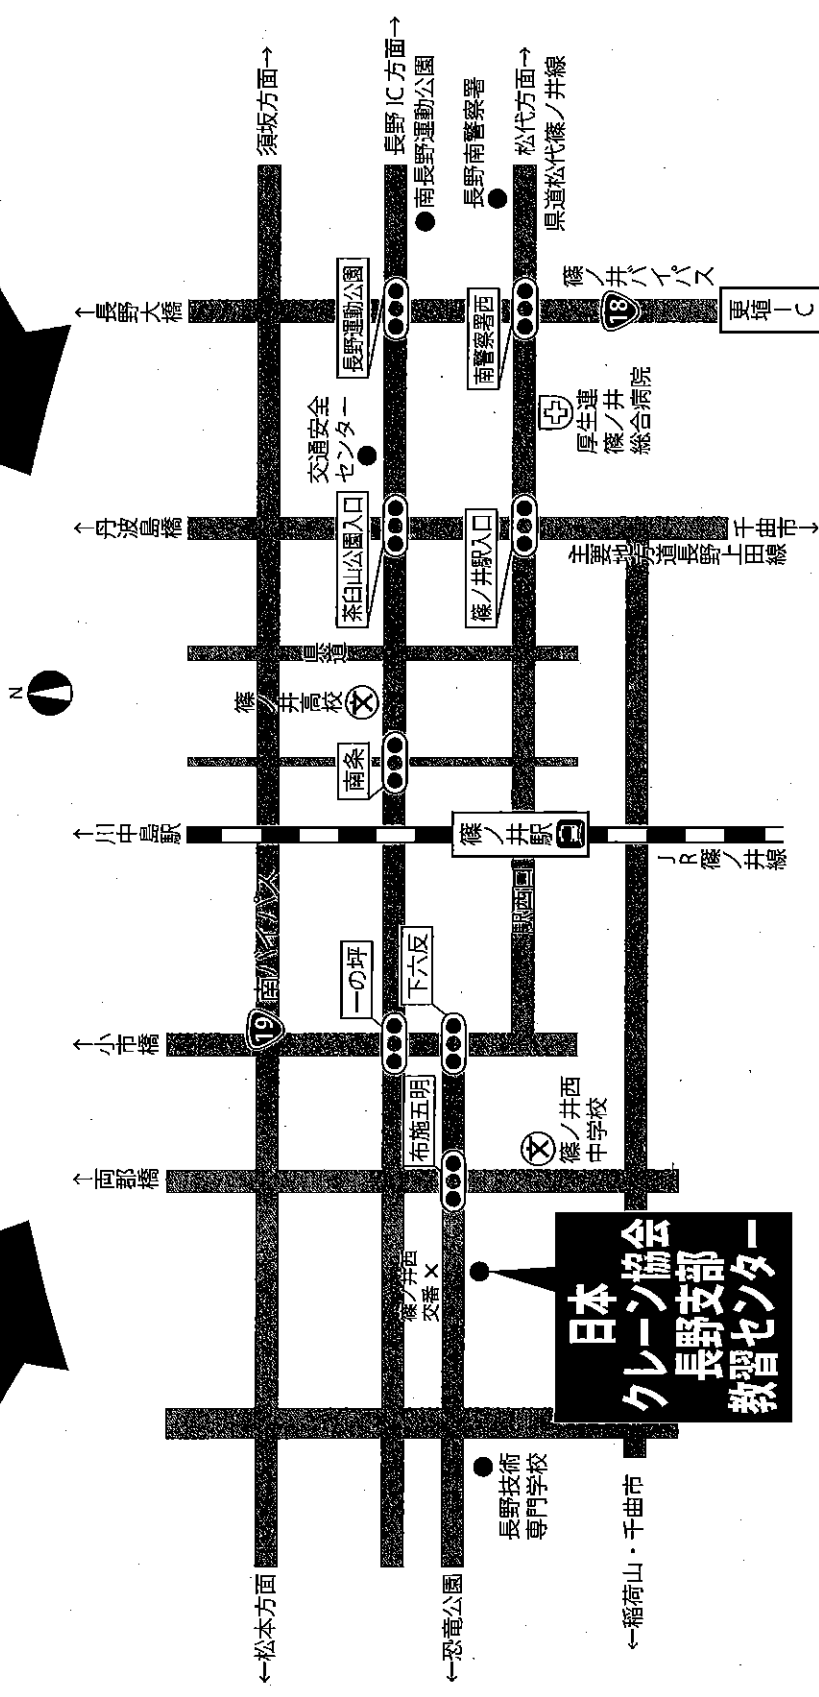 N
↑長野大橋
↑丹波島橋
↑川中島駅
↑小市橋
↑両郡橋
須坂方面→
長野IC方面→
南長野運動公園
長野南警察署
松代方面→
県道松代篠ノ井線
長野運動公園
南警察署西
篠ノ井バイパス
18
更埴IC
交通安全
センター
厚生連
篠ノ井
総合病院
茶臼山公園入口
篠ノ井駅入口
千曲市→
主要地方道長野上田線
県道
篠ノ井高校
文
南条
篠ノ井駅
JR篠ノ井線
駅西口
19
南バイパス
一の坪
下六反
布施五明
文
篠ノ井西
中学校
篠ノ井西
交番
×
日本
クレーン協会
長野支部
教習センター
長野技術
専門学校
←松本方面
←恐竜公園
←稲荷山・千曲市